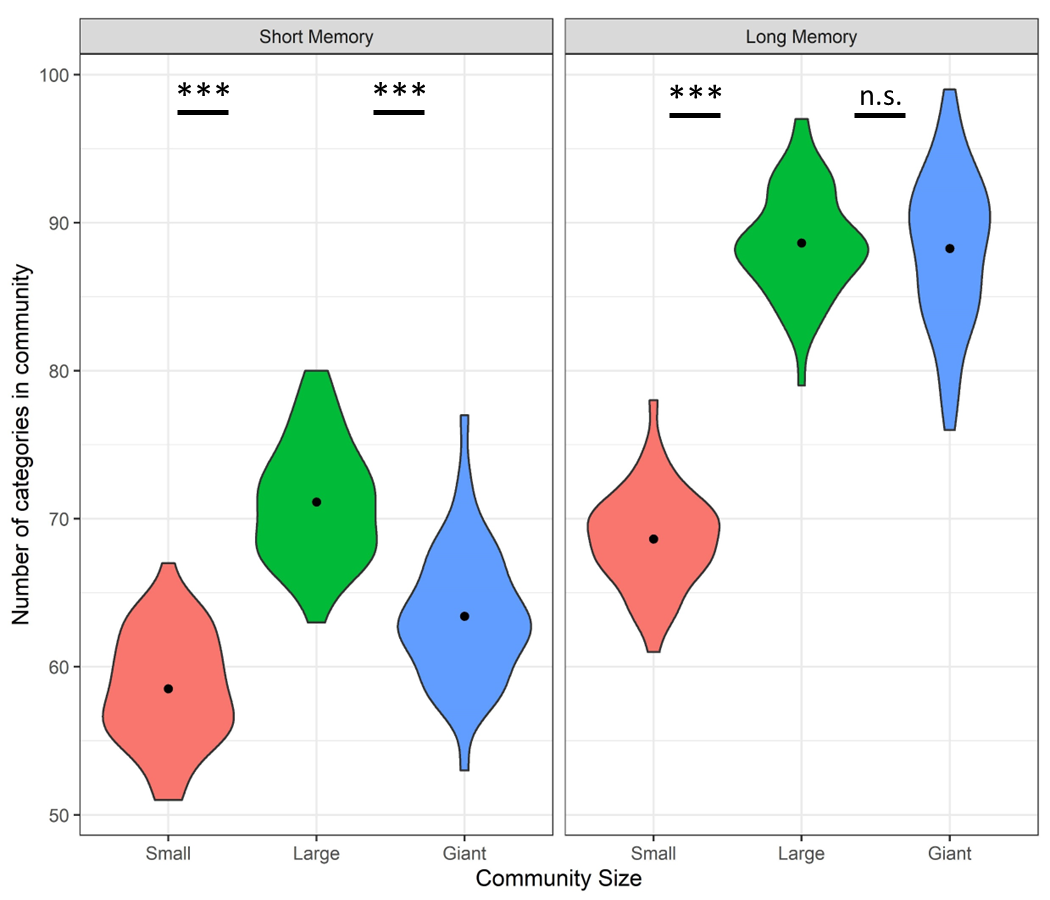 Short Memory
Long Memory
*** *** *** n.s.
100
90
80
70
60
50
Number of categories in community
Small Large Giant
Small Large Giant
Community Size